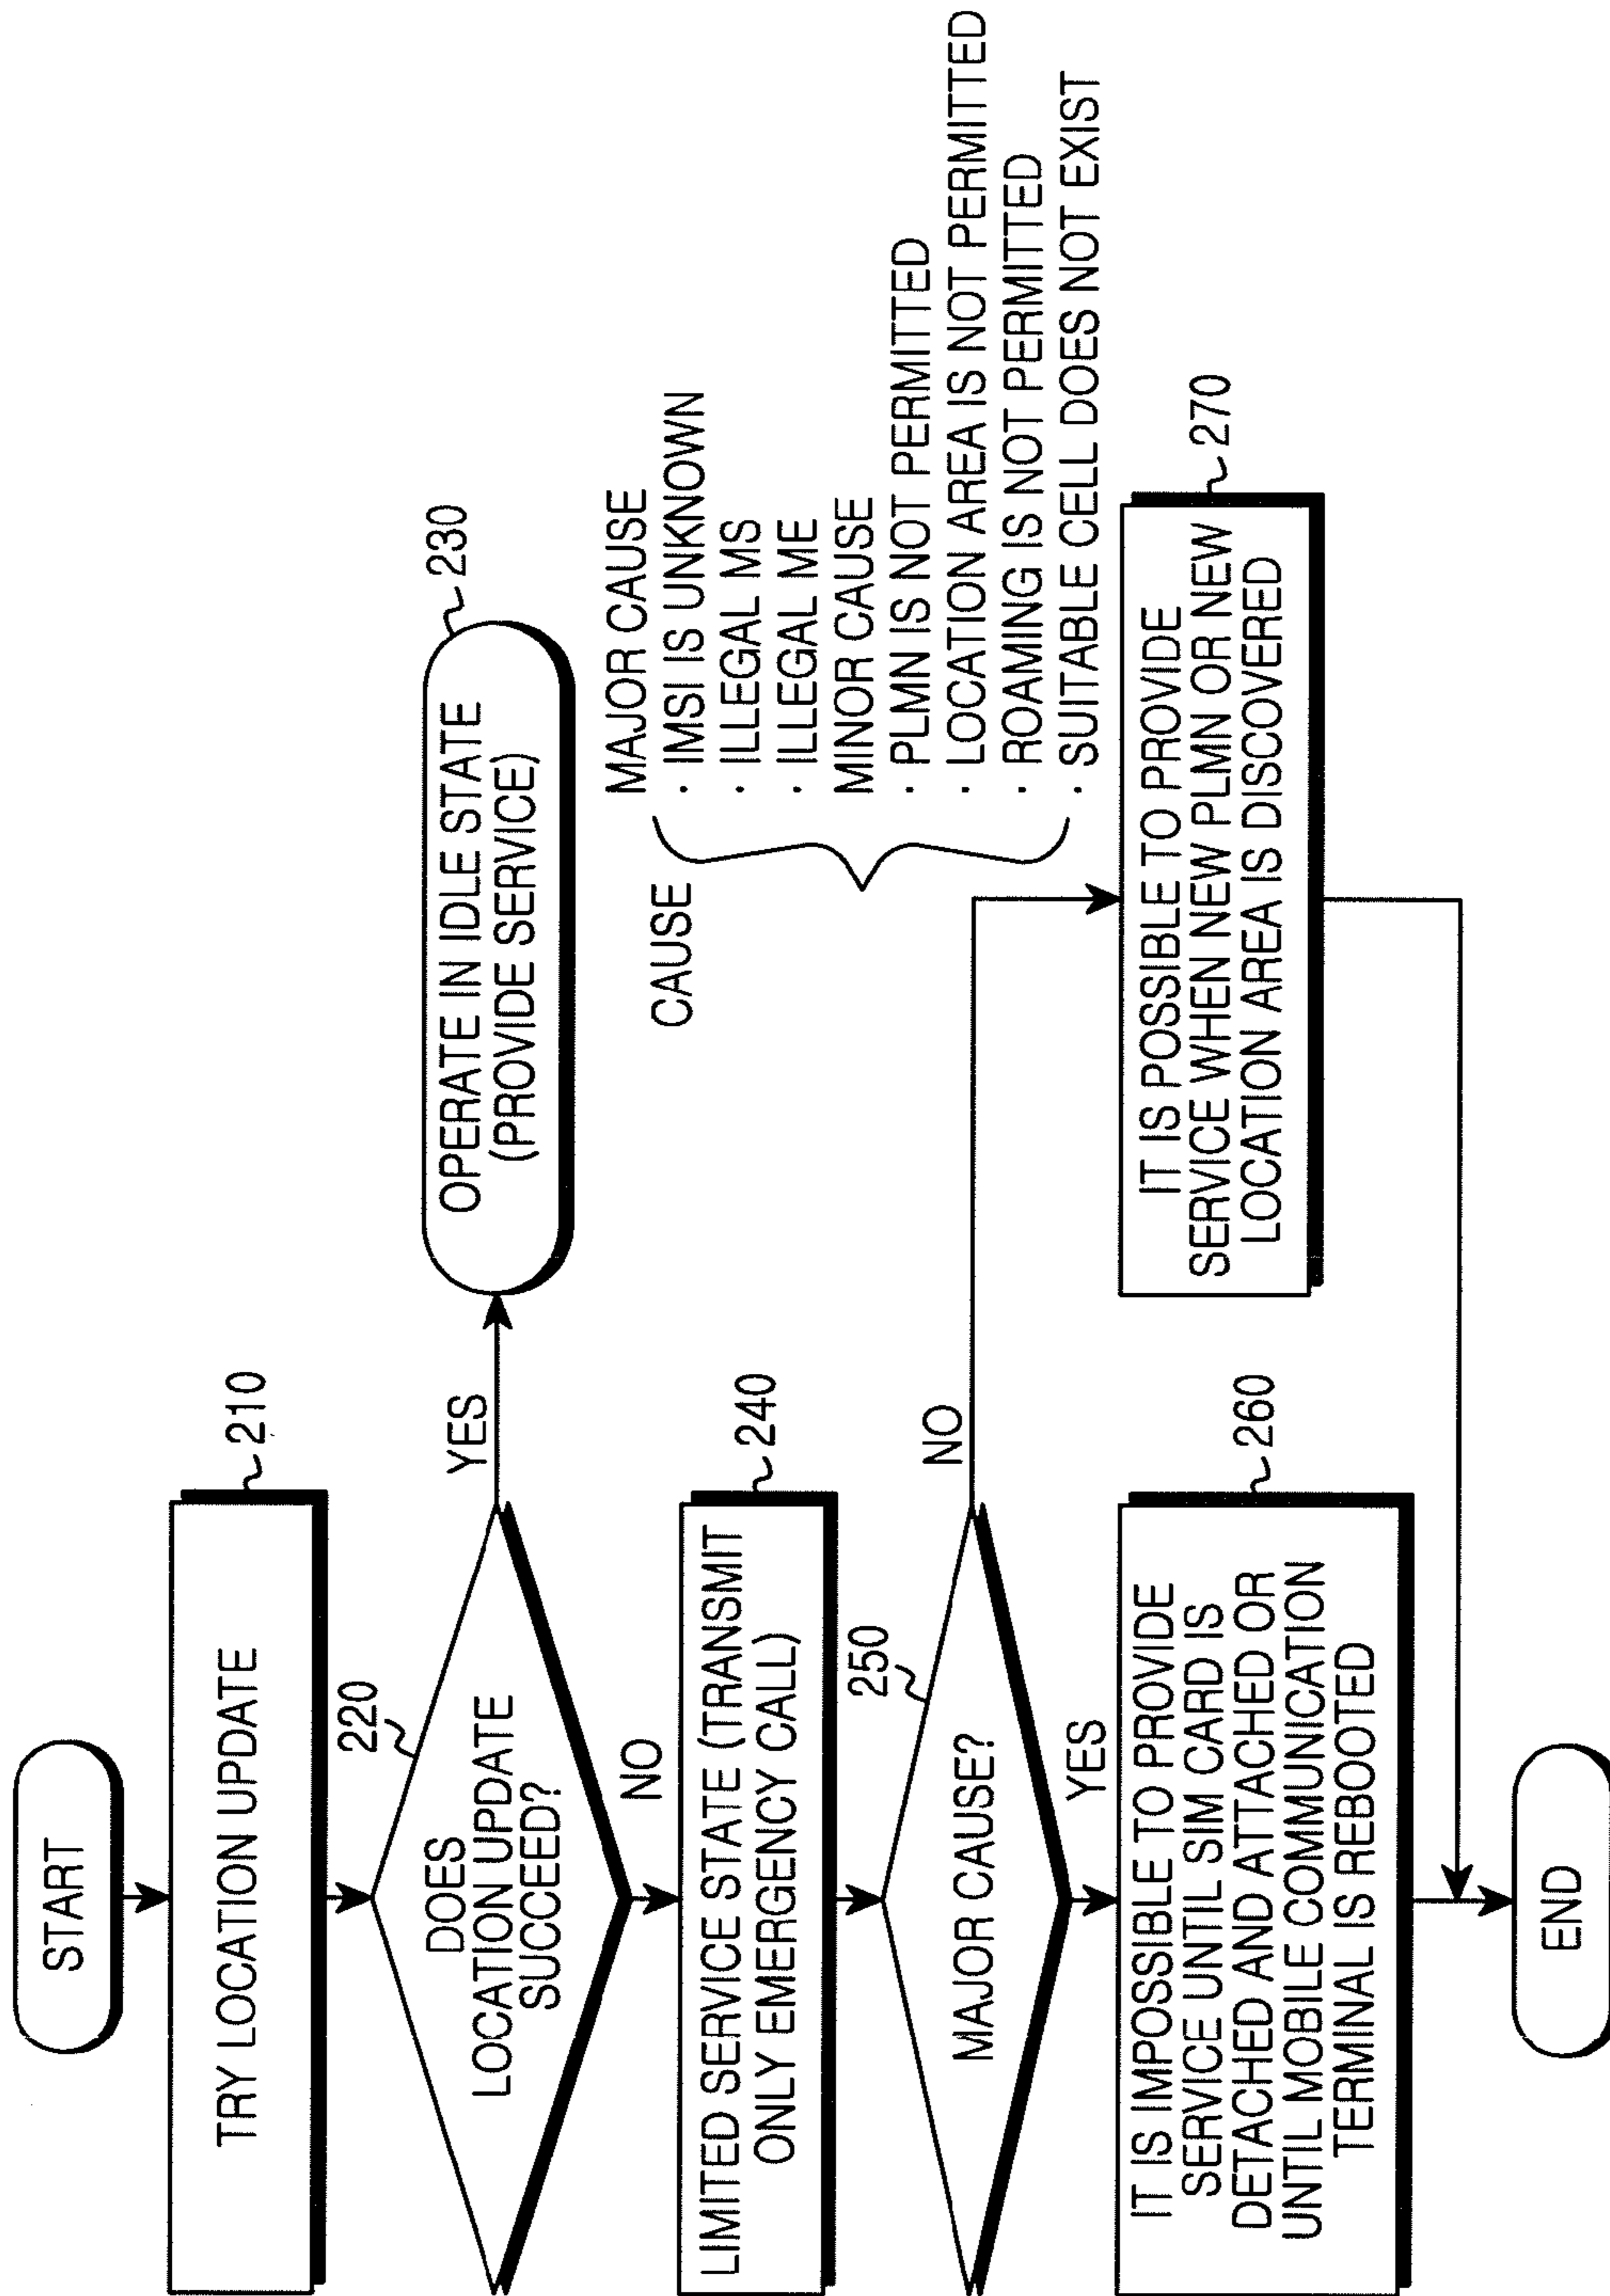 START
TRY LOCATION UPDATE
210
DOES
LOCATION UPDATE
SUCCEED?
220
YES
OPERATE IN IDLE STATE
(PROVIDE SERVICE)
230
NO
LIMITED SERVICE STATE (TRANSMIT
ONLY EMERGENCY CALL)
240
CAUSE
MAJOR CAUSE
· IMSI IS UNKNOWN
· ILLEGAL MS
· ILLEGAL ME
MINOR CAUSE
· PLMN IS NOT PERMITTED
· LOCATION AREA IS NOT PERMITTED
· ROAMING IS NOT PERMITTED
· SUITABLE CELL DOES NOT EXIST
MAJOR CAUSE?
250
NO
YES
IT IS IMPOSSIBLE TO PROVIDE
SERVICE UNTIL SIM CARD IS
DETACHED AND ATTACHED OR
UNTIL MOBILE COMMUNICATION
TERMINAL IS REBOOTED
260
IT IS POSSIBLE TO PROVIDE
SERVICE WHEN NEW PLMN OR NEW
LOCATION AREA IS DISCOVERED
270
END